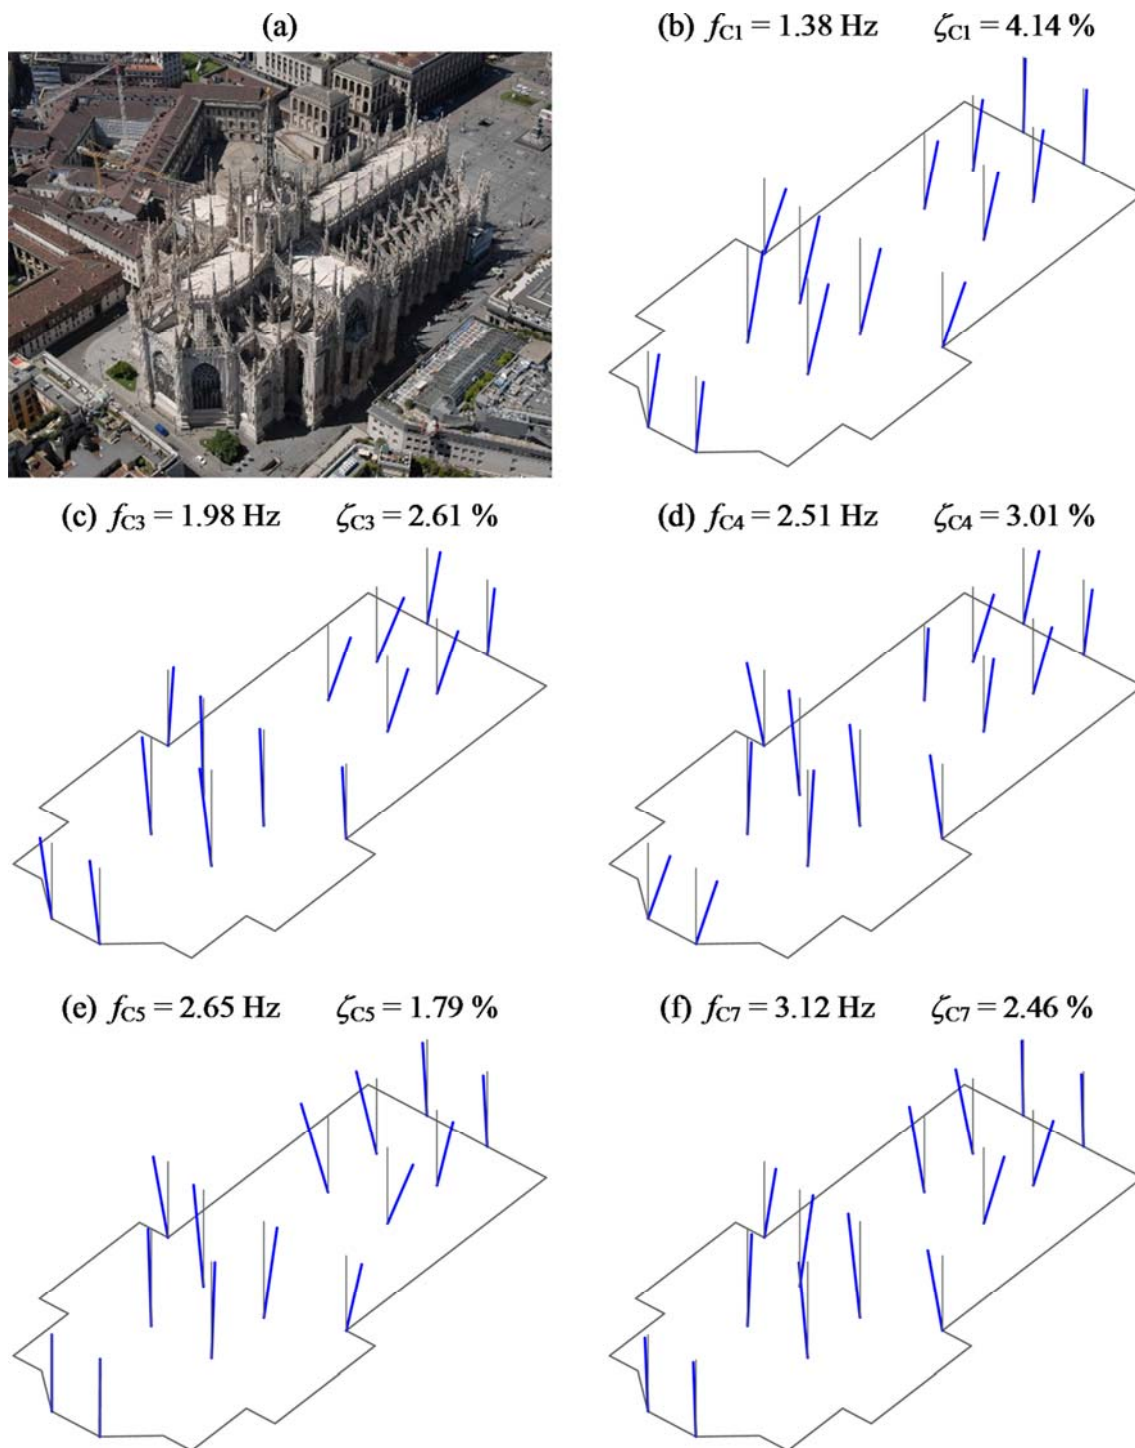 (a)
(b) fC1 = 1.38 Hz ζC1 = 4.14 %
(c) fC3 = 1.98 Hz ζC3 = 2.61 %
(d) fC4 = 2.51 Hz ζC4 = 3.01 %
(e) fC5 = 2.65 Hz ζC5 = 1.79 %
(f) fC7 = 3.12 Hz ζC7 = 2.46 %